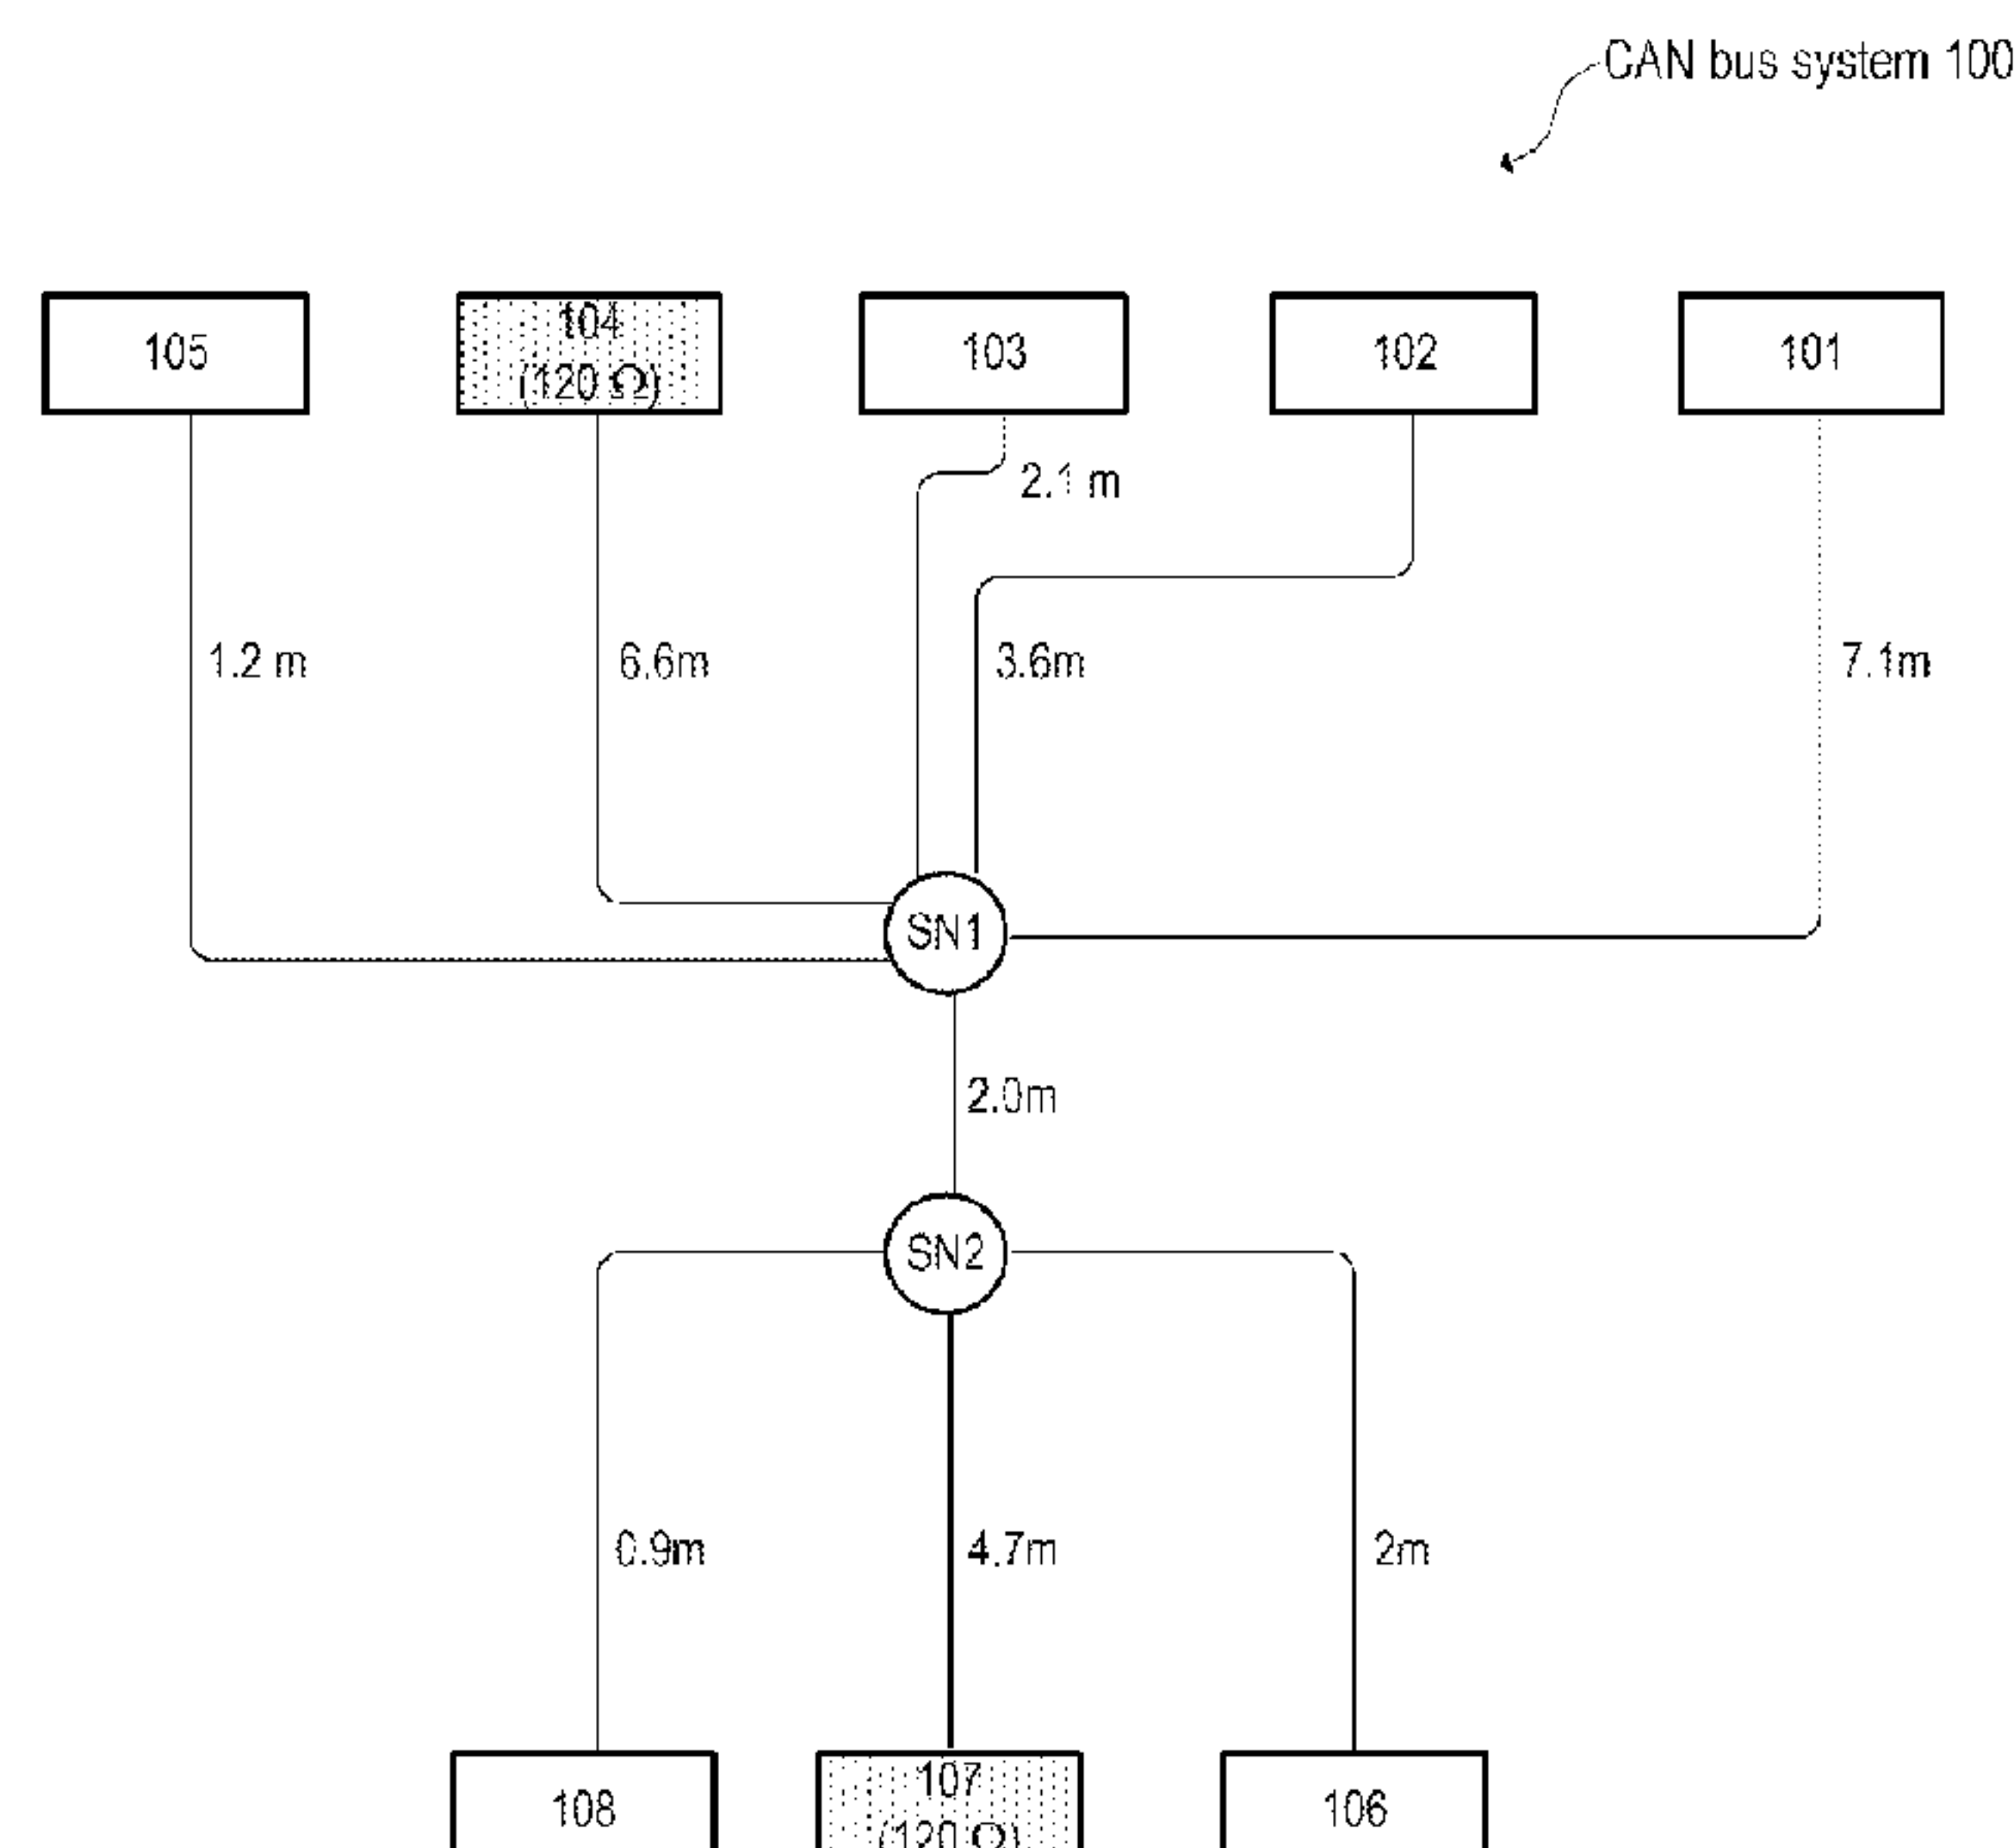 CAN bus system 100
105
104
(120 Ω)
103
102
101
2.1 m
1.2 m
6.6m
3.6m
7.1m
SN1
2.0m
SN2
0.9m
4.7m
2m
108
107
(120 Ω)
106